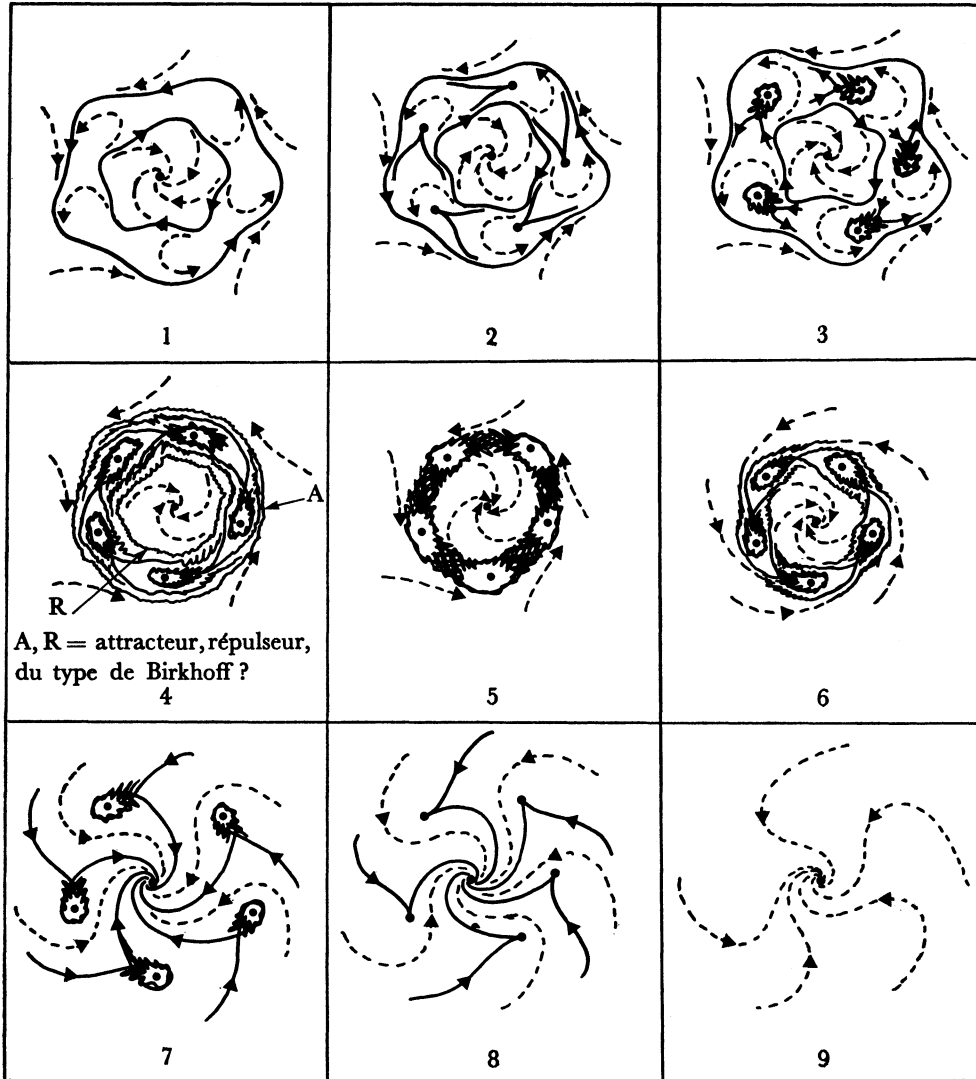 1
2
3
A
R
A, R = attracteur, répulseur,
du type de Birkhoff ?
4
5
6
7
8
9